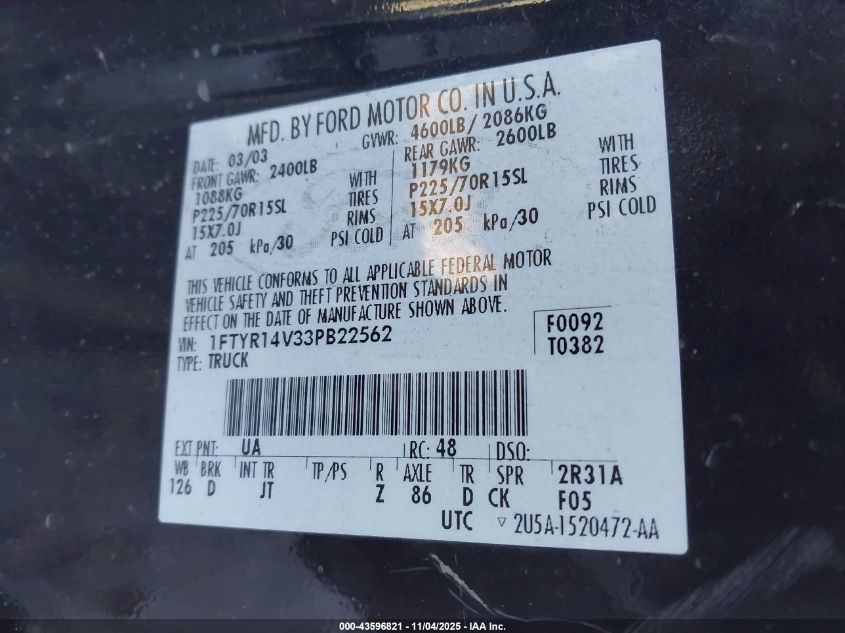 MFD. BY FORD MOTOR CO. IN U.S.A.
DATE: 03/03 GVWR: 4600LB/ 2086KG
FRONT GAWR: 2400LB REAR GAWR: 2600LB
1088KG WITH 1179KG WITH
P225/70R15SL TIRES P225/70R15SL TIRES
15X7.0J RIMS 15X7.0J RIMS
AT 205 kPa/30 PSI COLD AT 205 kPa/30 PSI COLD
THIS VEHICLE CONFORMS TO ALL APPLICABLE FEDERAL MOTOR
VEHICLE SAFETY AND THEFT PREVENTION STANDARDS IN
EFFECT ON THE DATE OF MANUFACTURE SHOWN ABOVE.
VIN: 1FTYR14V33PB22562 F0092
TYPE: TRUCK T0382
EXT PNT: UA RC: 48 DSO:
WB BRK INT TR TP/PS R AXLE TR SPR 2R31A
126 D JT Z 86 D CK F05
UTC ▽ 2U5A-1520472-AA
000-43596821 - 11/04/2025 - IAA Inc.